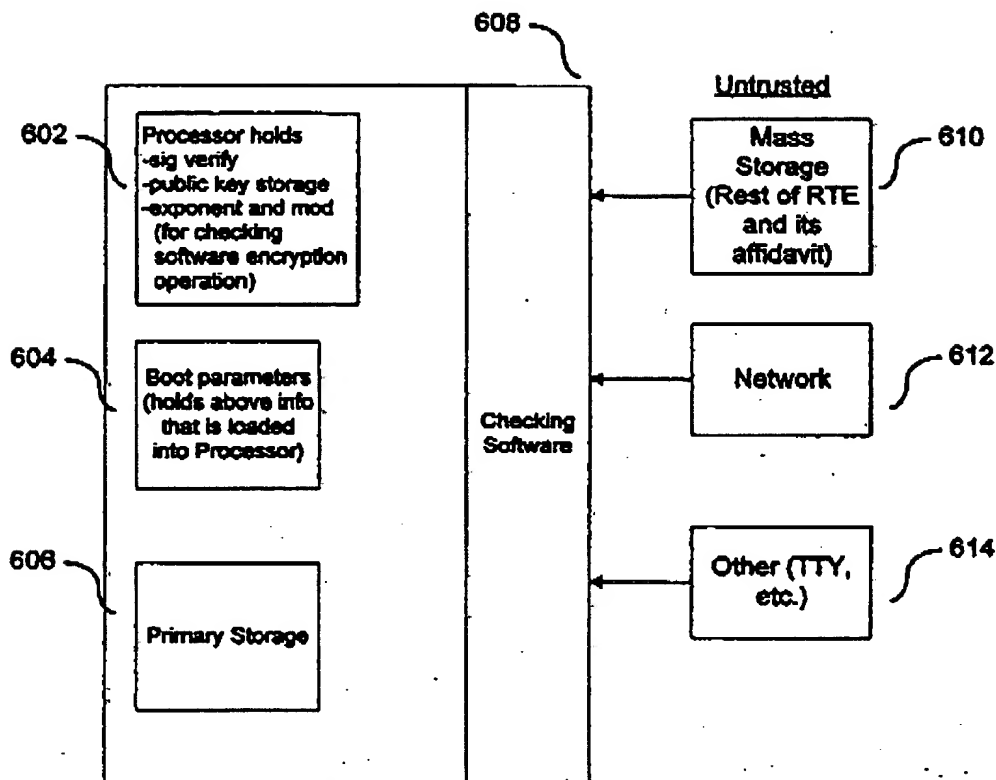 608
Untrusted
602
Processor holds
-sig verify
-public key storage
-exponent and mod
(for checking
software encryption
operation)
Mass
Storage
(Rest of RTE
and its
affidavit)
610
604
Boot parameters
(holds above info
that is loaded
into Processor)
Checking
Software
Network
612
606
Primary Storage
Other (TTY,
etc.)
614